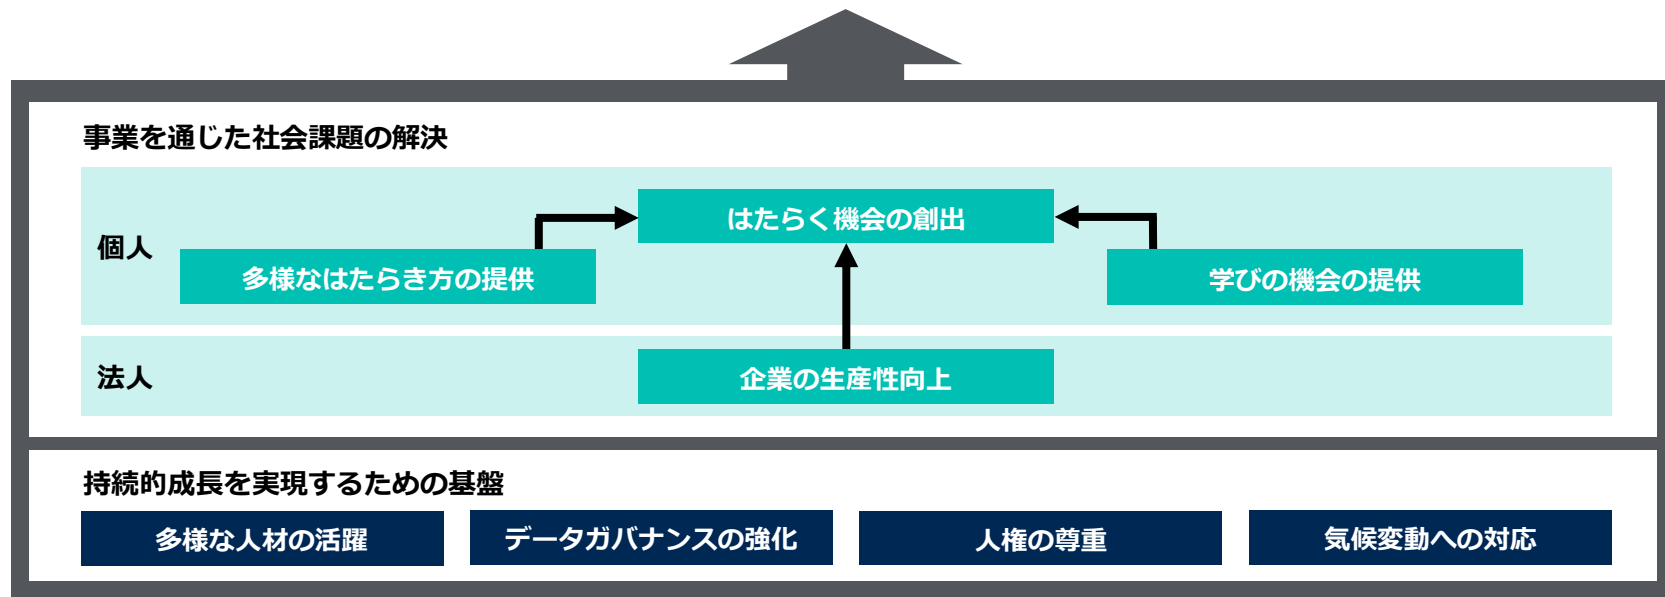 事業を通じた社会課題の解決
個人
はたらく機会の創出
多様なはたらき方の提供
学びの機会の提供
法人
企業の生産性向上
持続的成長を実現するための基盤
多様な人材の活躍
データガバナンスの強化
人権の尊重
気候変動への対応